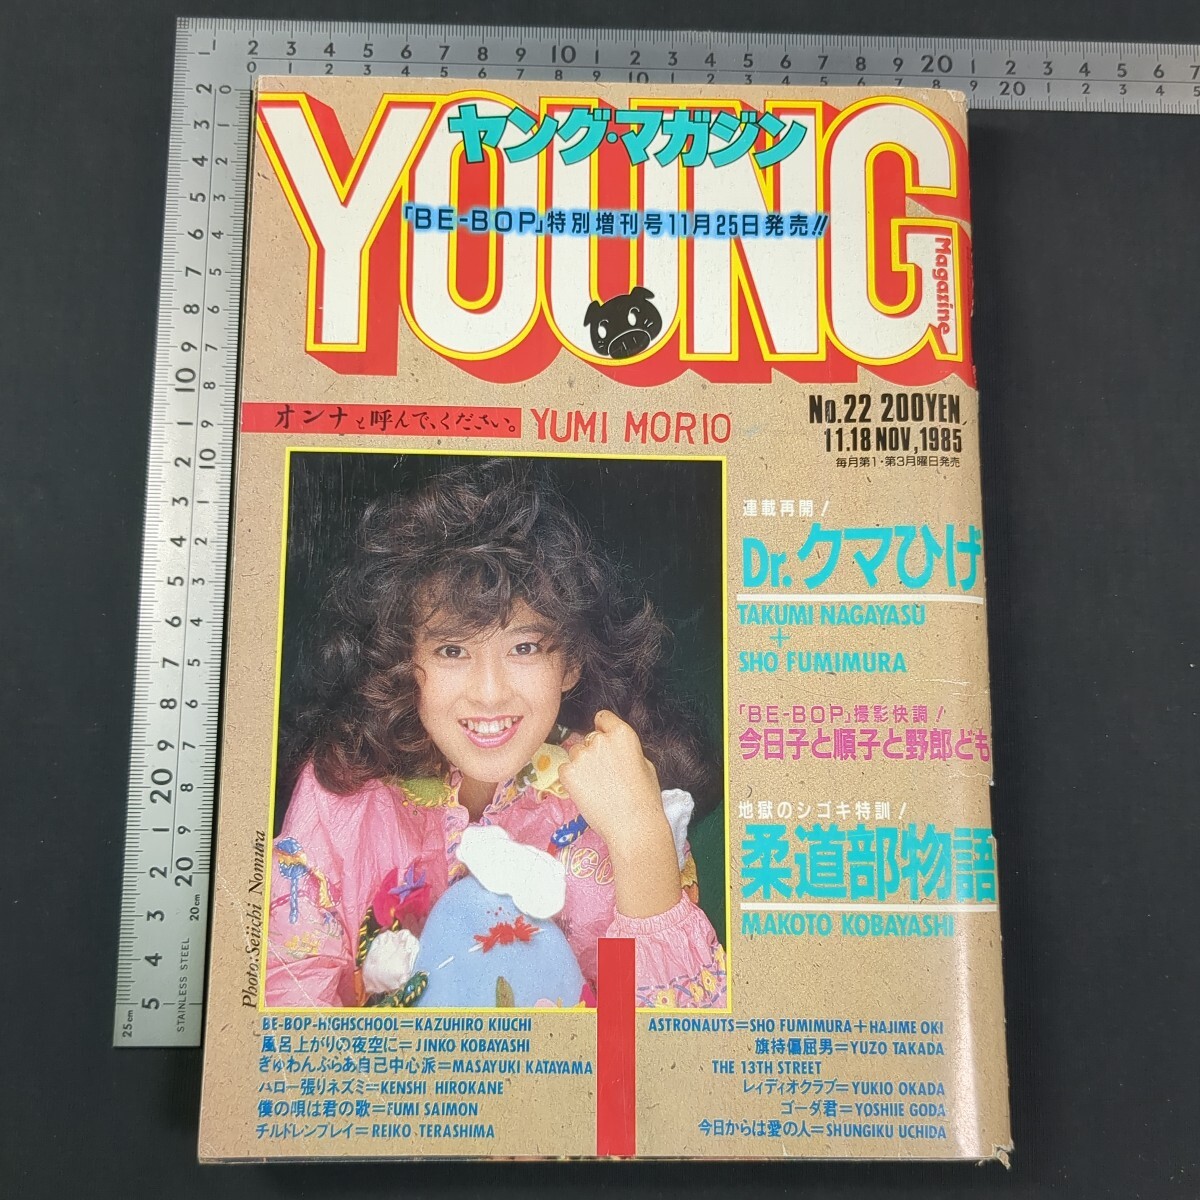 YOUNG
ヤング・マガジン
「BE-BOP」特別増刊号11月25日発売!!
Magazine
オンナと呼んで、ください。 YUMI MORIO
No.22 200YEN
11.18 NOV, 1985
毎月第1・第3月曜日発売
連載再開!
Dr.クマひげ
TAKUMI NAGAYASU
+
SHO FUMIMURA
「BE-BOP」撮影快調!
今日子と順子と野郎ども
地獄のシゴキ特訓!
柔道部物語
MAKOTO KOBAYASHI
Photo:Seiichi Nomura
BE-BOP-HIGHSCHOOL=KAZUHIRO KIUCHI
風呂上がりの夜空に=JINKO KOBAYASHI
ぎゅわんぶらあ自己中心派=MASAYUKI KATAYAMA
ハロー張りネズミ=KENSHI HIROKANE
僕の唄は君の歌=FUMI SAIMON
チルドレンプレイ=REIKO TERASHIMA
ASTRONAUTS=SHO FUMIMURA+HAJIME OKI
旗持偏屈男=YUZO TAKADA
THE 13TH STREET
レィディオクラブ=YUKIO OKADA
ゴーダ君=YOSHIIE GODA
今日からは愛の人=SHUNGIKU UCHIDA
STAINLESS STEEL
25cm
20cm